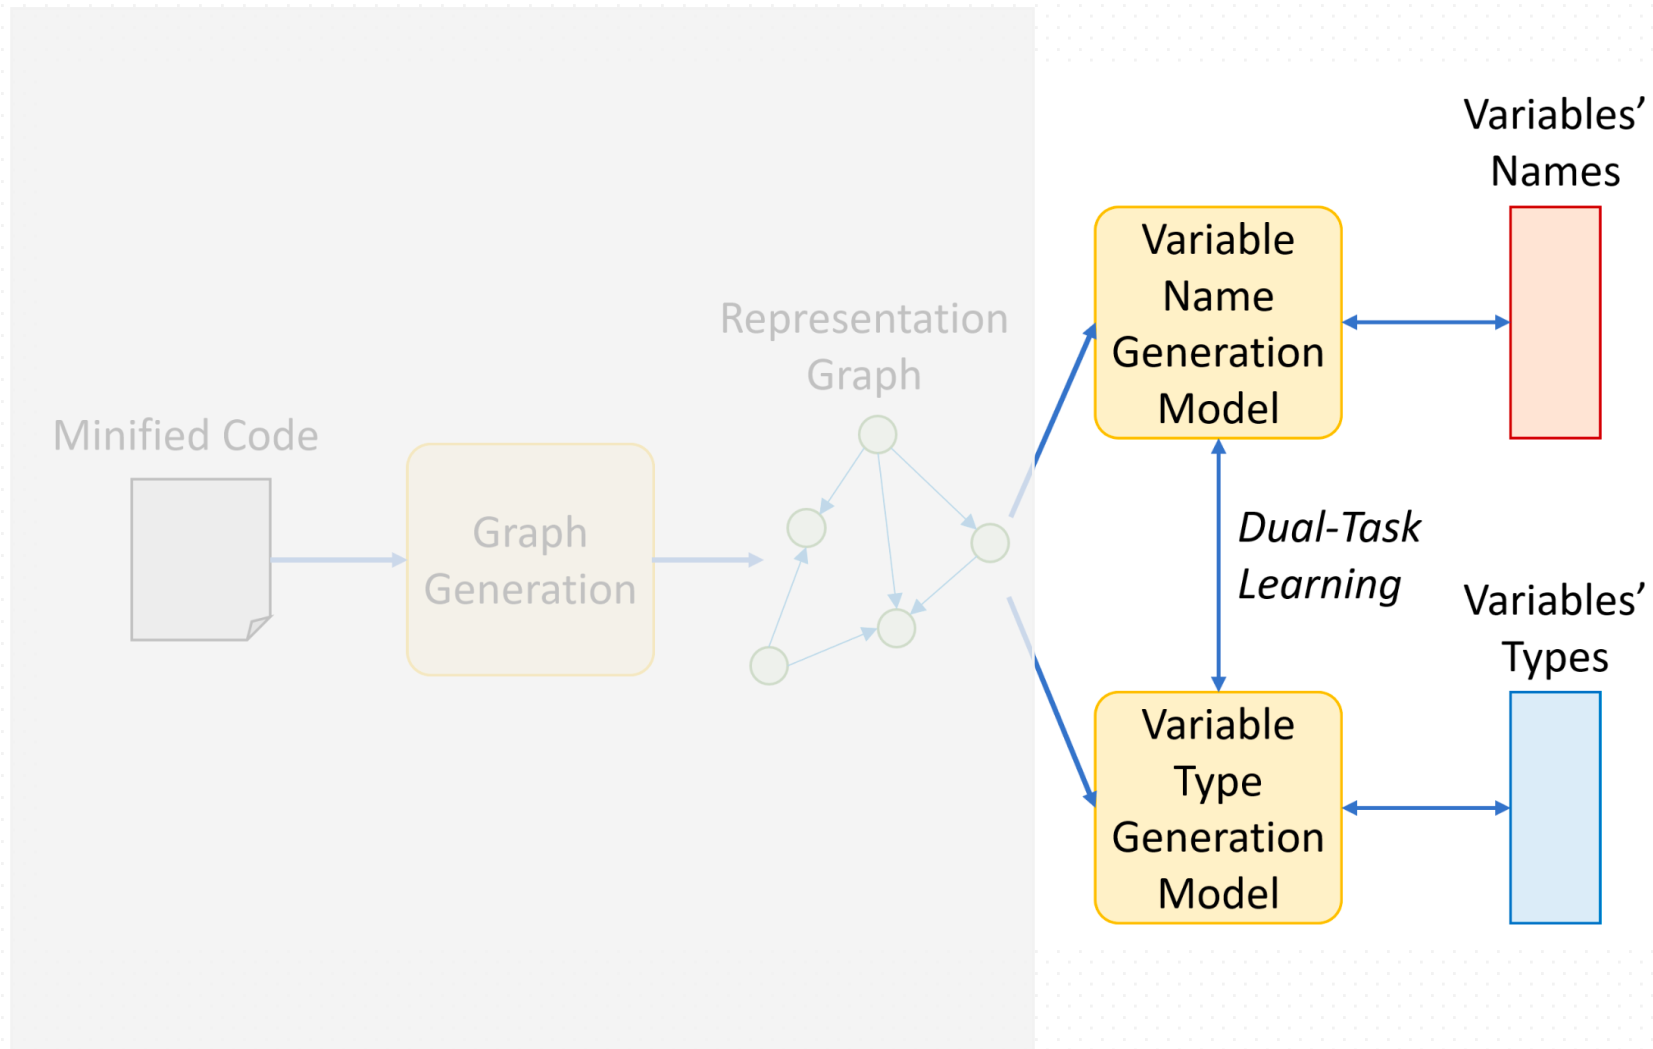 Minified Code
Graph
Generation
Representation
Graph
Variable
Name
Generation
Model
Variables’
Names
Dual-Task
Learning
Variable
Type
Generation
Model
Variables’
Types